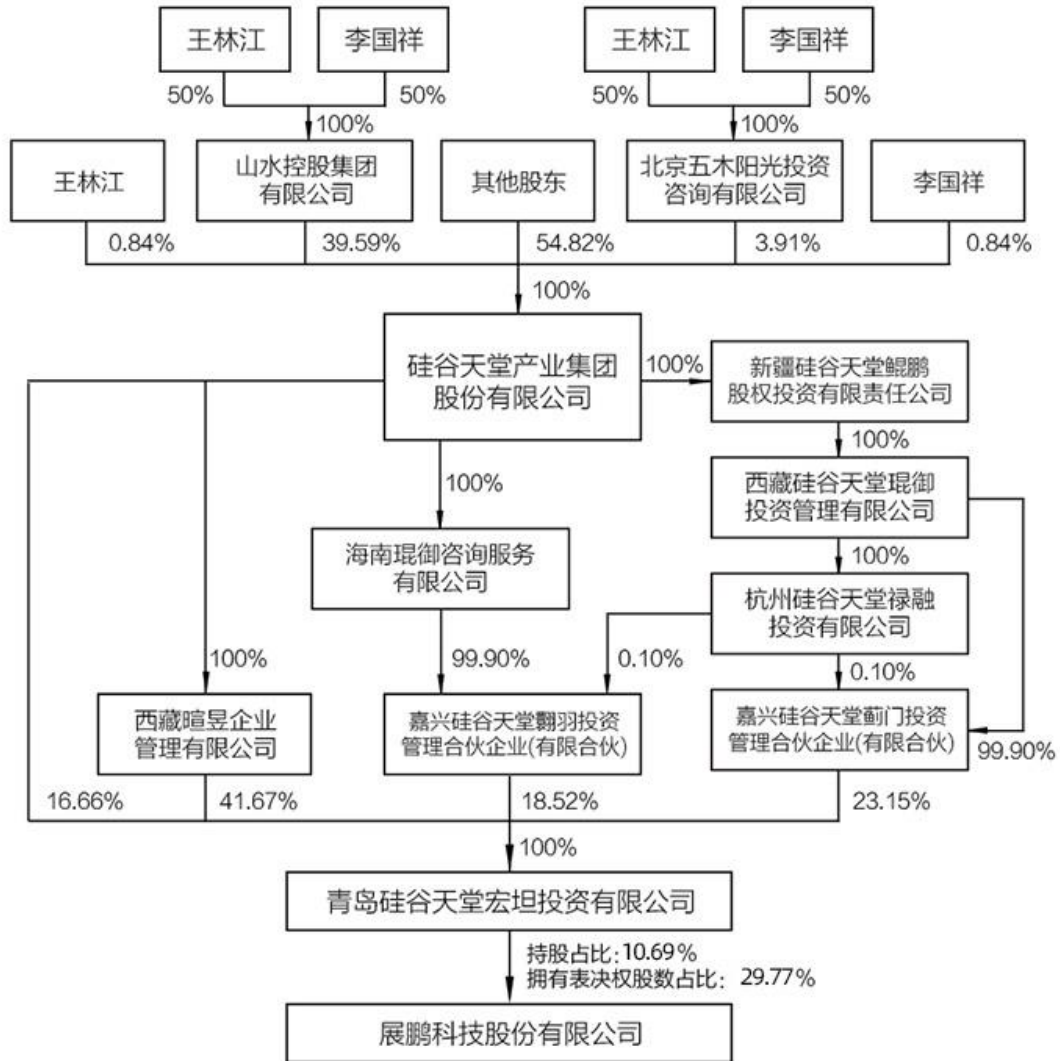 王林江
李国祥
王林江
李国祥
50%
50%
50%
50%
100%
100%
王林江
山水控股集团
有限公司
其他股东
北京五木阳光投资
咨询有限公司
李国祥
0.84%
39.59%
54.82%
3.91%
0.84%
100%
硅谷天堂产业集团
股份有限公司
100%
新疆硅谷天堂鲲鹏
股权投资有限责任公司
100%
100%
西藏硅谷天堂琨御
投资管理有限公司
海南琨御咨询服务
有限公司
100%
杭州硅谷天堂禄融
投资有限公司
100%
99.90%
0.10%
0.10%
西藏暄昱企业
管理有限公司
嘉兴硅谷天堂翻羽投资
管理合伙企业(有限合伙)
嘉兴硅谷天堂蓟门投资
管理合伙企业(有限合伙)
99.90%
16.66%
41.67%
18.52%
23.15%
100%
青岛硅谷天堂宏坦投资有限公司
持股占比:10.69%
拥有表决权股数占比: 29.77%
展鹏科技股份有限公司